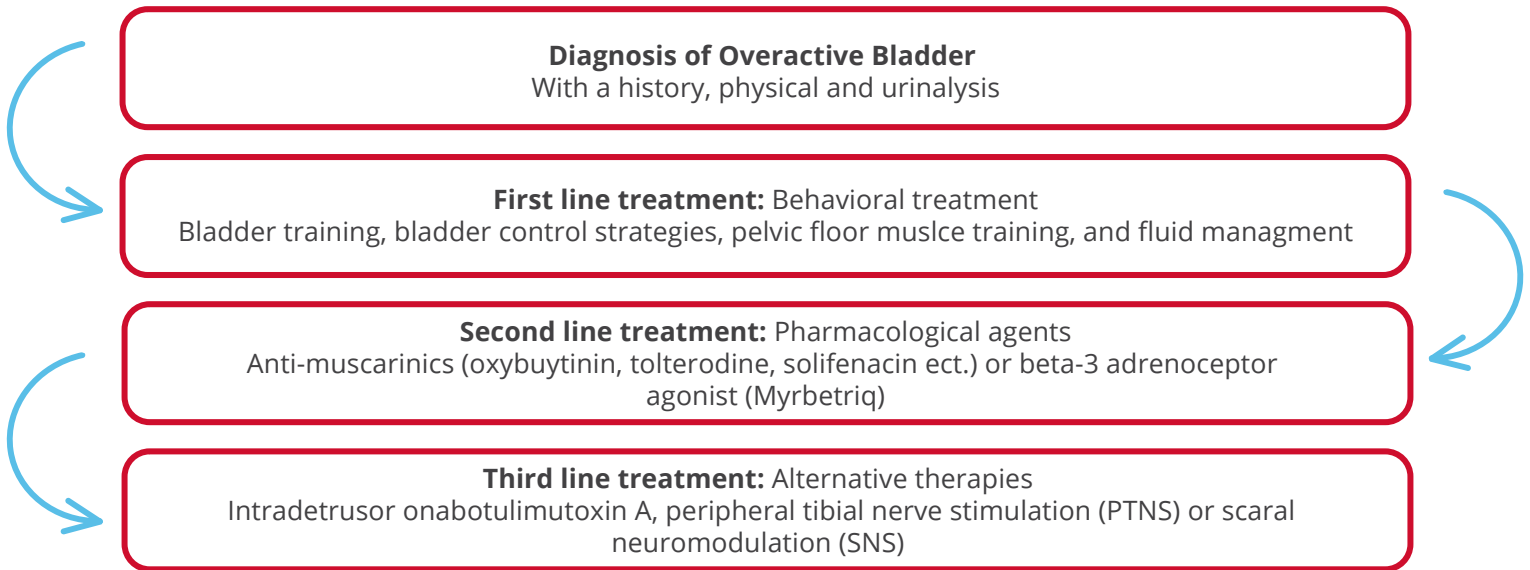 Diagnosis of Overactive Bladder
With a history, physical and urinalysis
First line treatment: Behavioral treatment
Bladder training, bladder control strategies, pelvic floor muslce training, and fluid managment
Second line treatment: Pharmacological agents
Anti-muscarinics (oxybuytinin, tolterodine, solifenacin ect.) or beta-3 adrenoceptor
agonist (Myrbetriq)
Third line treatment: Alternative therapies
Intradetrusor onabotulimutoxin A, peripheral tibial nerve stimulation (PTNS) or scaral
neuromodulation (SNS)